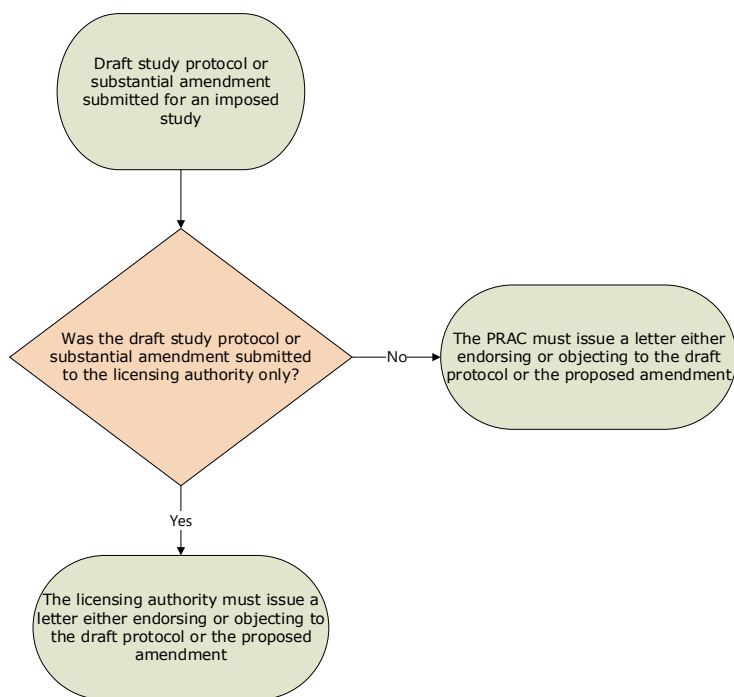 Draft study protocol or
substantial amendment
submitted for an imposed
study
Was the draft study protocol or
substantial amendment submitted
to the licensing authority only?
No
The PRAC must issue a letter either
endorsing or objecting to the draft
protocol or the proposed amendment
Yes
The licensing authority must issue a
letter either endorsing or objecting to
the draft protocol or the proposed
amendment